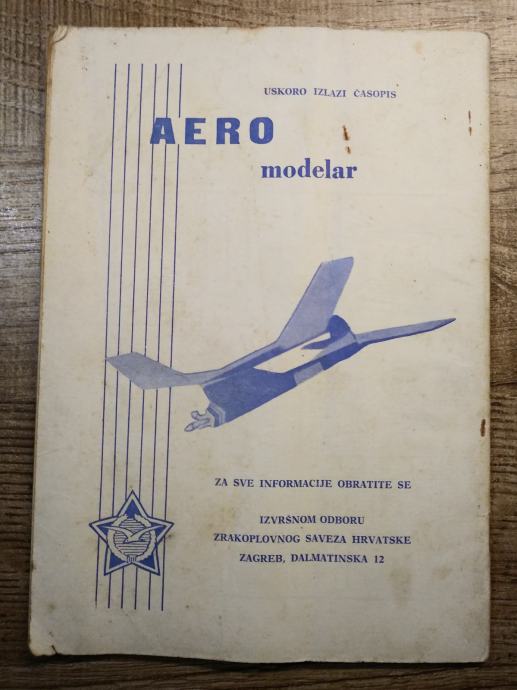 USKORO IZLAZI ČASOPIS
AERO
modelar
ZA SVE INFORMACIJE OBRATITE SE
IZVRŠNOM ODBORU
ZRAKOPLOVNOG SAVEZA HRVATSKE
ZAGREB, DALMATINSKA 12